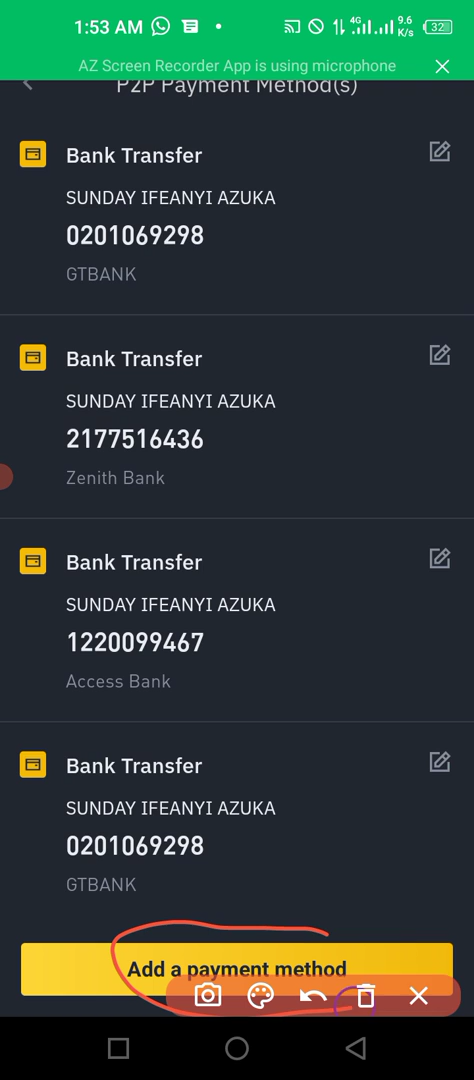 1:53 AM
4G
9.6
K/s
32
AZ Screen Recorder App is using microphone
P2P Payment Method(s)
Bank Transfer
SUNDAY IFEANYI AZUKA
0201069298
GTBANK
Bank Transfer
SUNDAY IFEANYI AZUKA
2177516436
Zenith Bank
Bank Transfer
SUNDAY IFEANYI AZUKA
1220099467
Access Bank
Bank Transfer
SUNDAY IFEANYI AZUKA
0201069298
GTBANK
Add a payment method